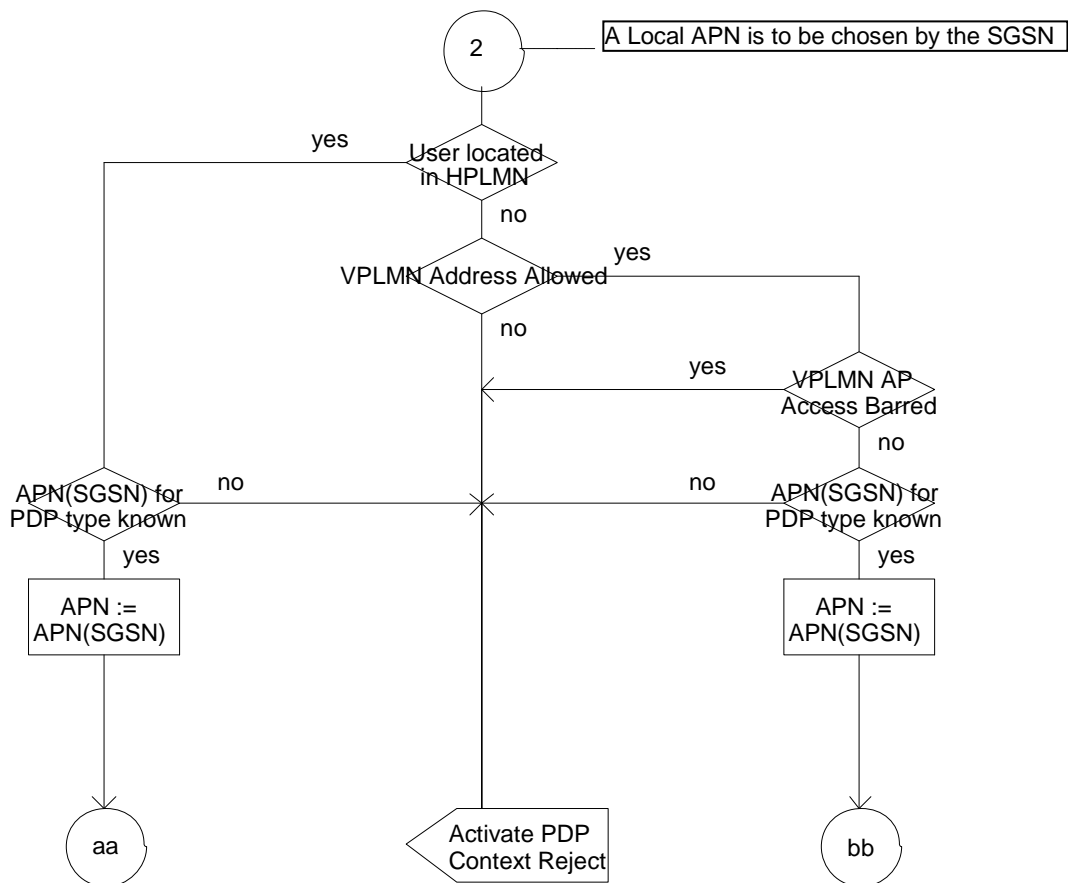 2
A Local APN is to be chosen by the SGSN
yes
User located
in HPLMN
no
VPLMN Address Allowed
yes
no
yes
VPLMN AP
Access Barred
no
APN(SGSN) for
PDP type known
no
no
APN(SGSN) for
PDP type known
yes
yes
APN :=
APN(SGSN)
APN :=
APN(SGSN)
aa
Activate PDP
Context Reject
bb